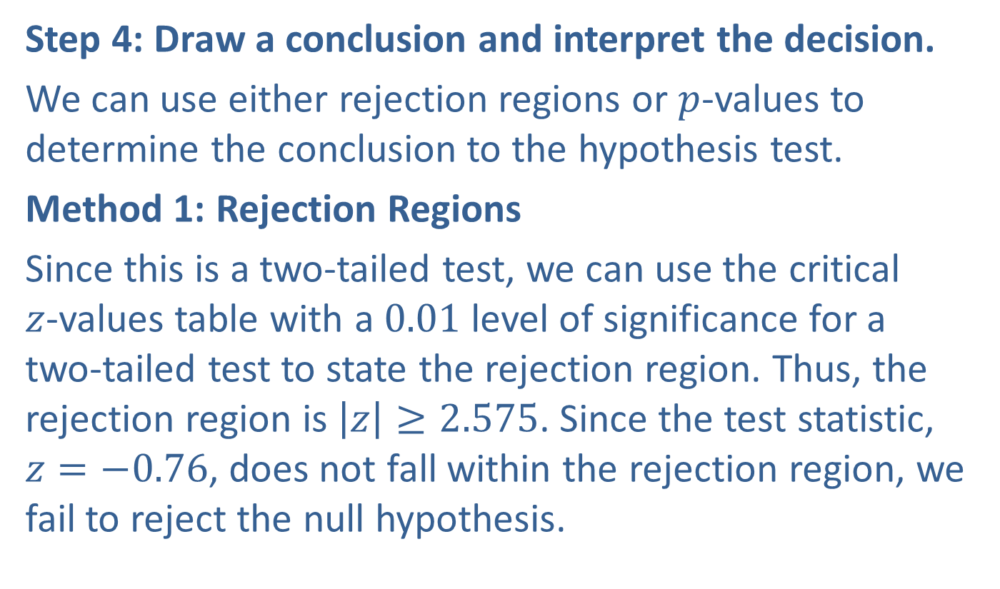 Step 4: Draw a conclusion and interpret the decision.
We can use either rejection regions or p-values to
determine the conclusion to the hypothesis test.
Method 1: Rejection Regions
Since this is a two-tailed test, we can use the critical
z-values table with a 0.01 level of significance for a
two-tailed test to state the rejection region. Thus, the
rejection region is |z| ≥ 2.575. Since the test statistic,
z = −0.76, does not fall within the rejection region, we
fail to reject the null hypothesis.